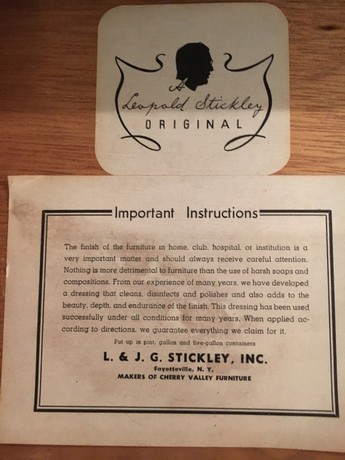 A
Leopold Stickley
ORIGINAL
Important Instructions
The finish of the furniture in home, club, hospital, or institution is a
very important matter and should always receive careful attention.
Nothing is more detrimental to furniture than the use of harsh soaps and
compositions. From our experience of many years, we have developed
a dressing that cleans, disinfects and polishes and also adds to the
beauty, depth, and endurance of the finish. This dressing has been used
successfully under all conditions for many years. When applied ac-
cording to directions, we guarantee everything we claim for it.
Put up in pint, gallon and five-gallon containers
L. & J. G. STICKLEY, INC.
Fayetteville, N. Y.
MAKERS OF CHERRY VALLEY FURNITURE